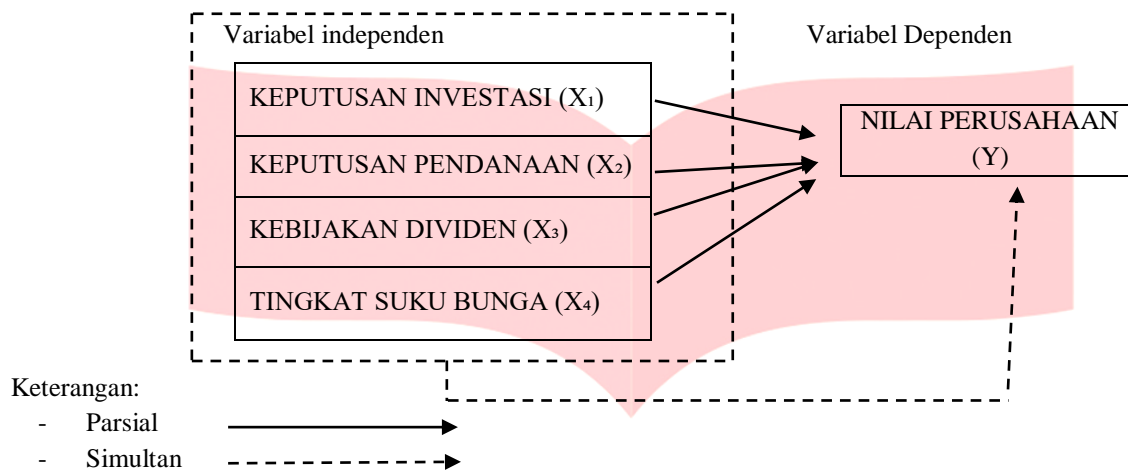 Variabel independen
Variabel Dependen
KEPUTUSAN INVESTASI (X₁)
KEPUTUSAN PENDANAAN (X₂)
KEBIJAKAN DIVIDEN (X₃)
TINGKAT SUKU BUNGA (X₄)
NILAI PERUSAHAAN
(Y)
Keterangan:
- Parsial
- Simultan